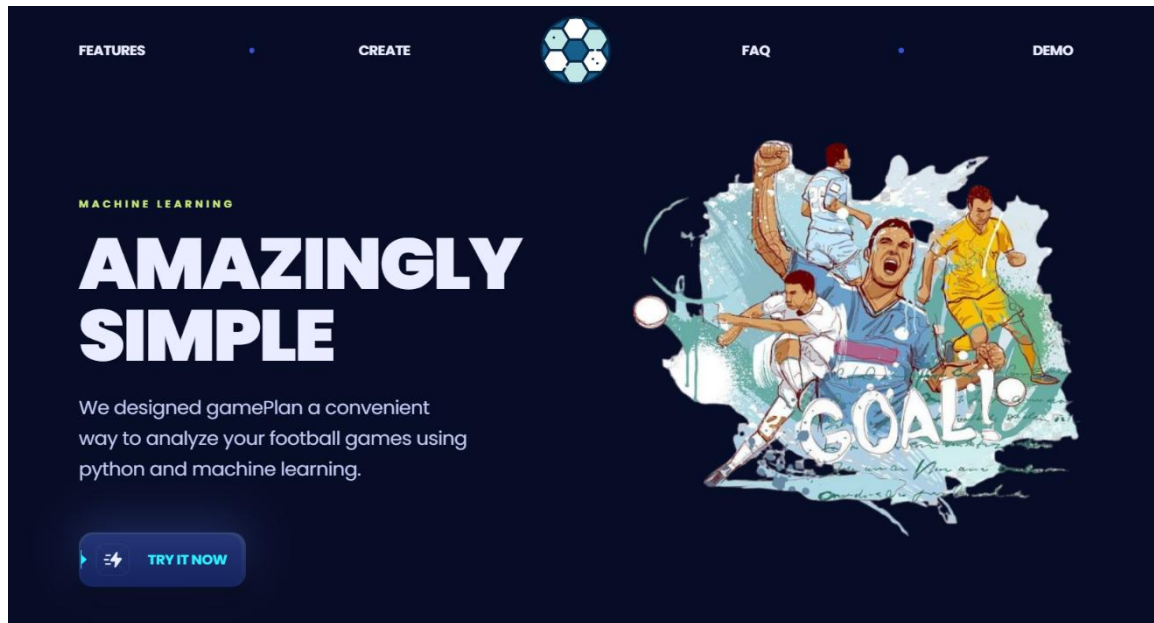 FEATURES
CREATE
FAQ
DEMO
MACHINE LEARNING
AMAZINGLY
SIMPLE
We designed gamePlan a convenient
way to analyze your football games using
python and machine learning.
TRY IT NOW
GOAL!